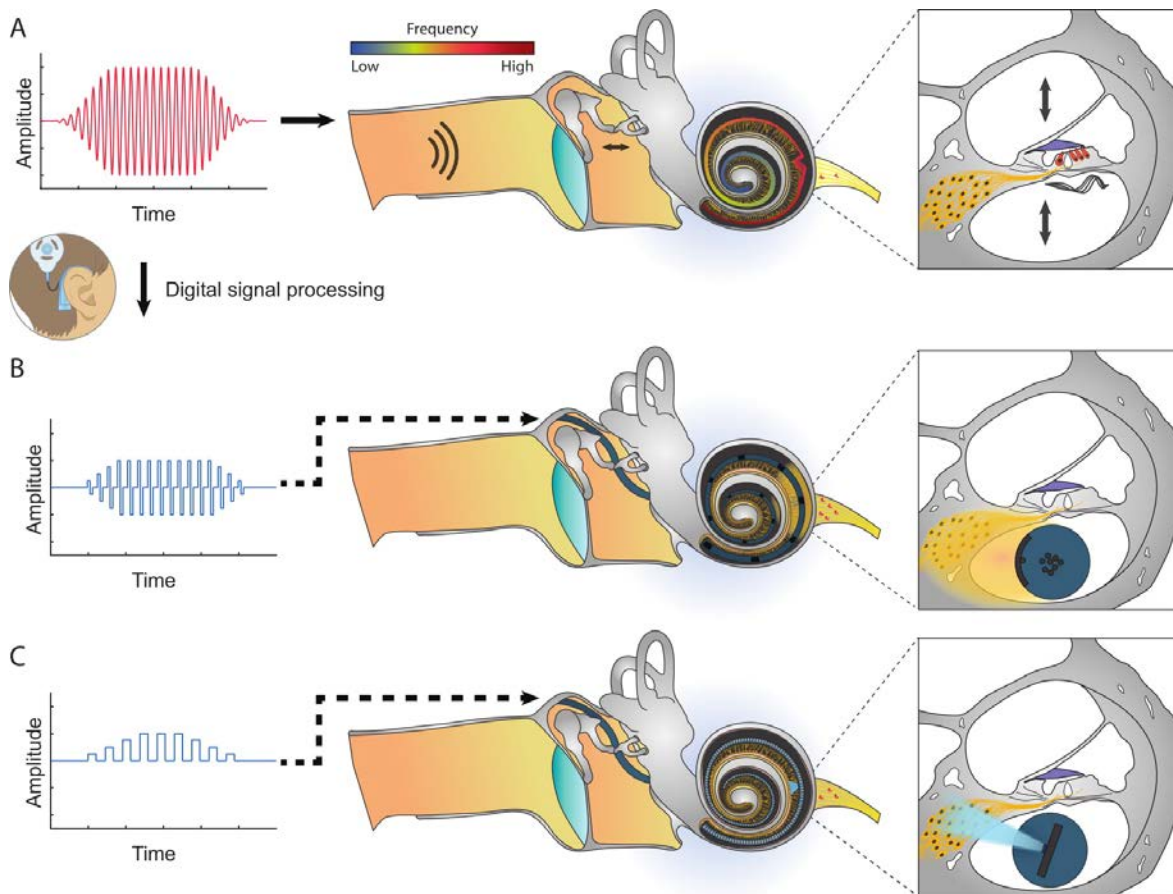 A
Frequency
Low
High
Amplitude
Time
Digital signal processing
B
Amplitude
Time
C
Amplitude
Time